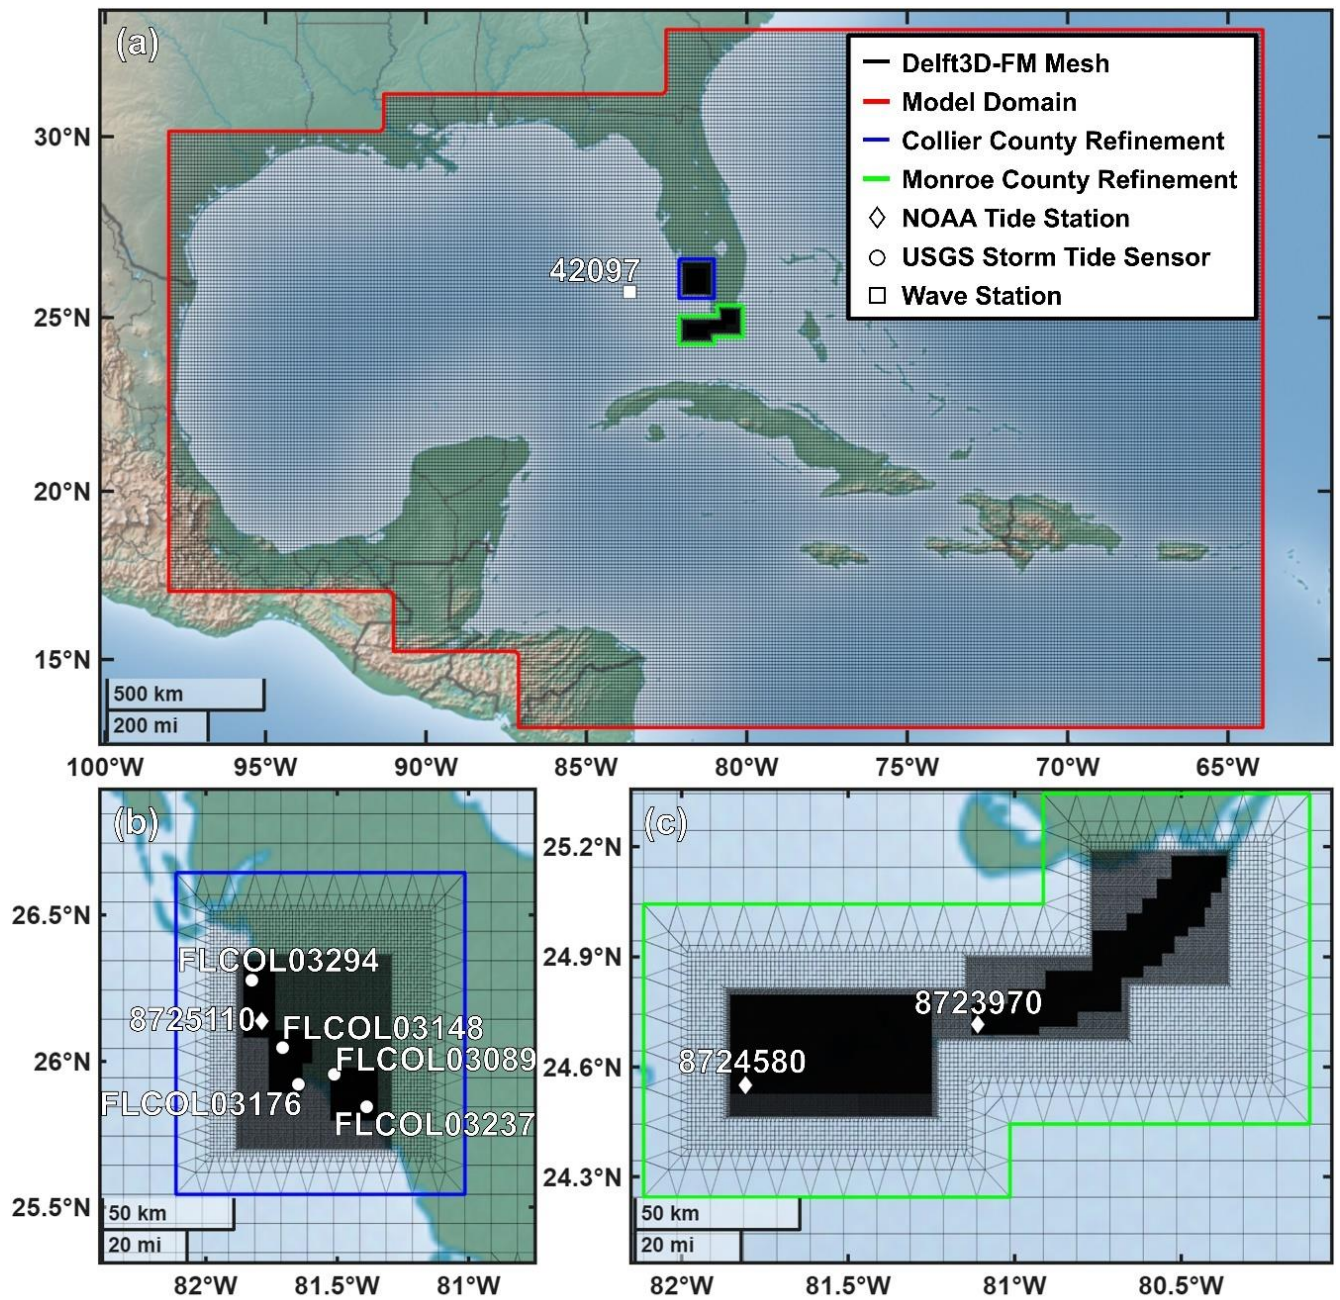 (a)
Delft3D-FM Mesh
Model Domain
Collier County Refinement
Monroe County Refinement
NOAA Tide Station
USGS Storm Tide Sensor
Wave Station
30°N
25°N
20°N
15°N
42097
500 km
200 mi
100°W 95°W 90°W 85°W 80°W 75°W 70°W 65°W
(b)
26.5°N
26°N
25.5°N
FLCOL03294
8725110
FLCOL03148
FLCOL03089
FLCOL03176
FLCOL03237
50 km
20 mi
82°W 81.5°W 81°W
(c)
25.2°N
24.9°N
24.6°N
24.3°N
8723970
8724580
50 km
20 mi
82°W 81.5°W 81°W 80.5°W